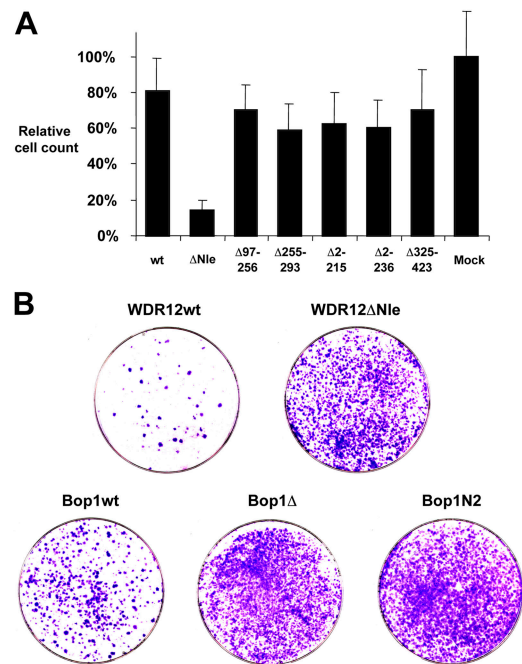 A
100%
80%
Relative
cell count
60%
40%
20%
0%
wt
ΔNle
Δ97-
256
Δ255-
293
Δ2-
215
Δ2-
236
Δ325-
423
Mock
B
WDR12wt
WDR12ΔNle
Bop1wt
Bop1Δ
Bop1N2